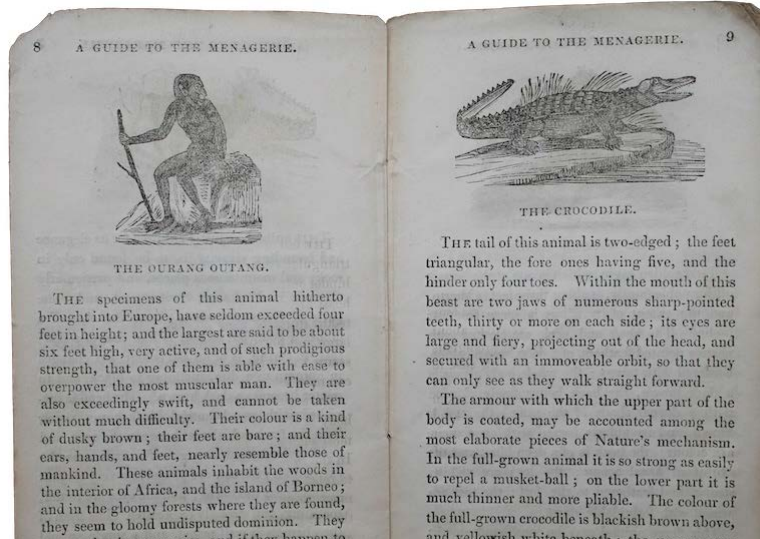 8 A GUIDE TO THE MENAGERIE.
THE OURANG OUTANG.
THE specimens of this animal hitherto
brought into Europe, have seldom exceeded four
feet in height; and the largest are said to be about
six feet high, very active, and of such prodigious
strength, that one of them is able with ease to
overpower the most muscular man. They are
also exceedingly swift, and cannot be taken
without much difficulty. Their colour is a kind
of dusky brown; their feet are bare; and their
ears, hands, and feet, nearly resemble those of
mankind. These animals inhabit the woods in
the interior of Africa, and the island of Borneo;
and in the gloomy forests where they are found,
they seem to hold undisputed dominion. They
and if they happen to
A GUIDE TO THE MENAGERIE. 9
THE CROCODILE.
THE tail of this animal is two-edged; the feet
triangular, the fore ones having five, and the
hinder only four toes. Within the mouth of this
beast are two jaws of numerous sharp-pointed
teeth, thirty or more on each side; its eyes are
large and fiery, projecting out of the head, and
secured with an immoveable orbit, so that they
can only see as they walk straight forward.
The armour with which the upper part of the
body is coated, may be accounted among the
most elaborate pieces of Nature's mechanism.
In the full-grown animal it is so strong as easily
to repel a musket-ball; on the lower part it is
much thinner and more pliable. The colour of
the full-grown crocodile is blackish brown above,
and yellowish white beneath; the